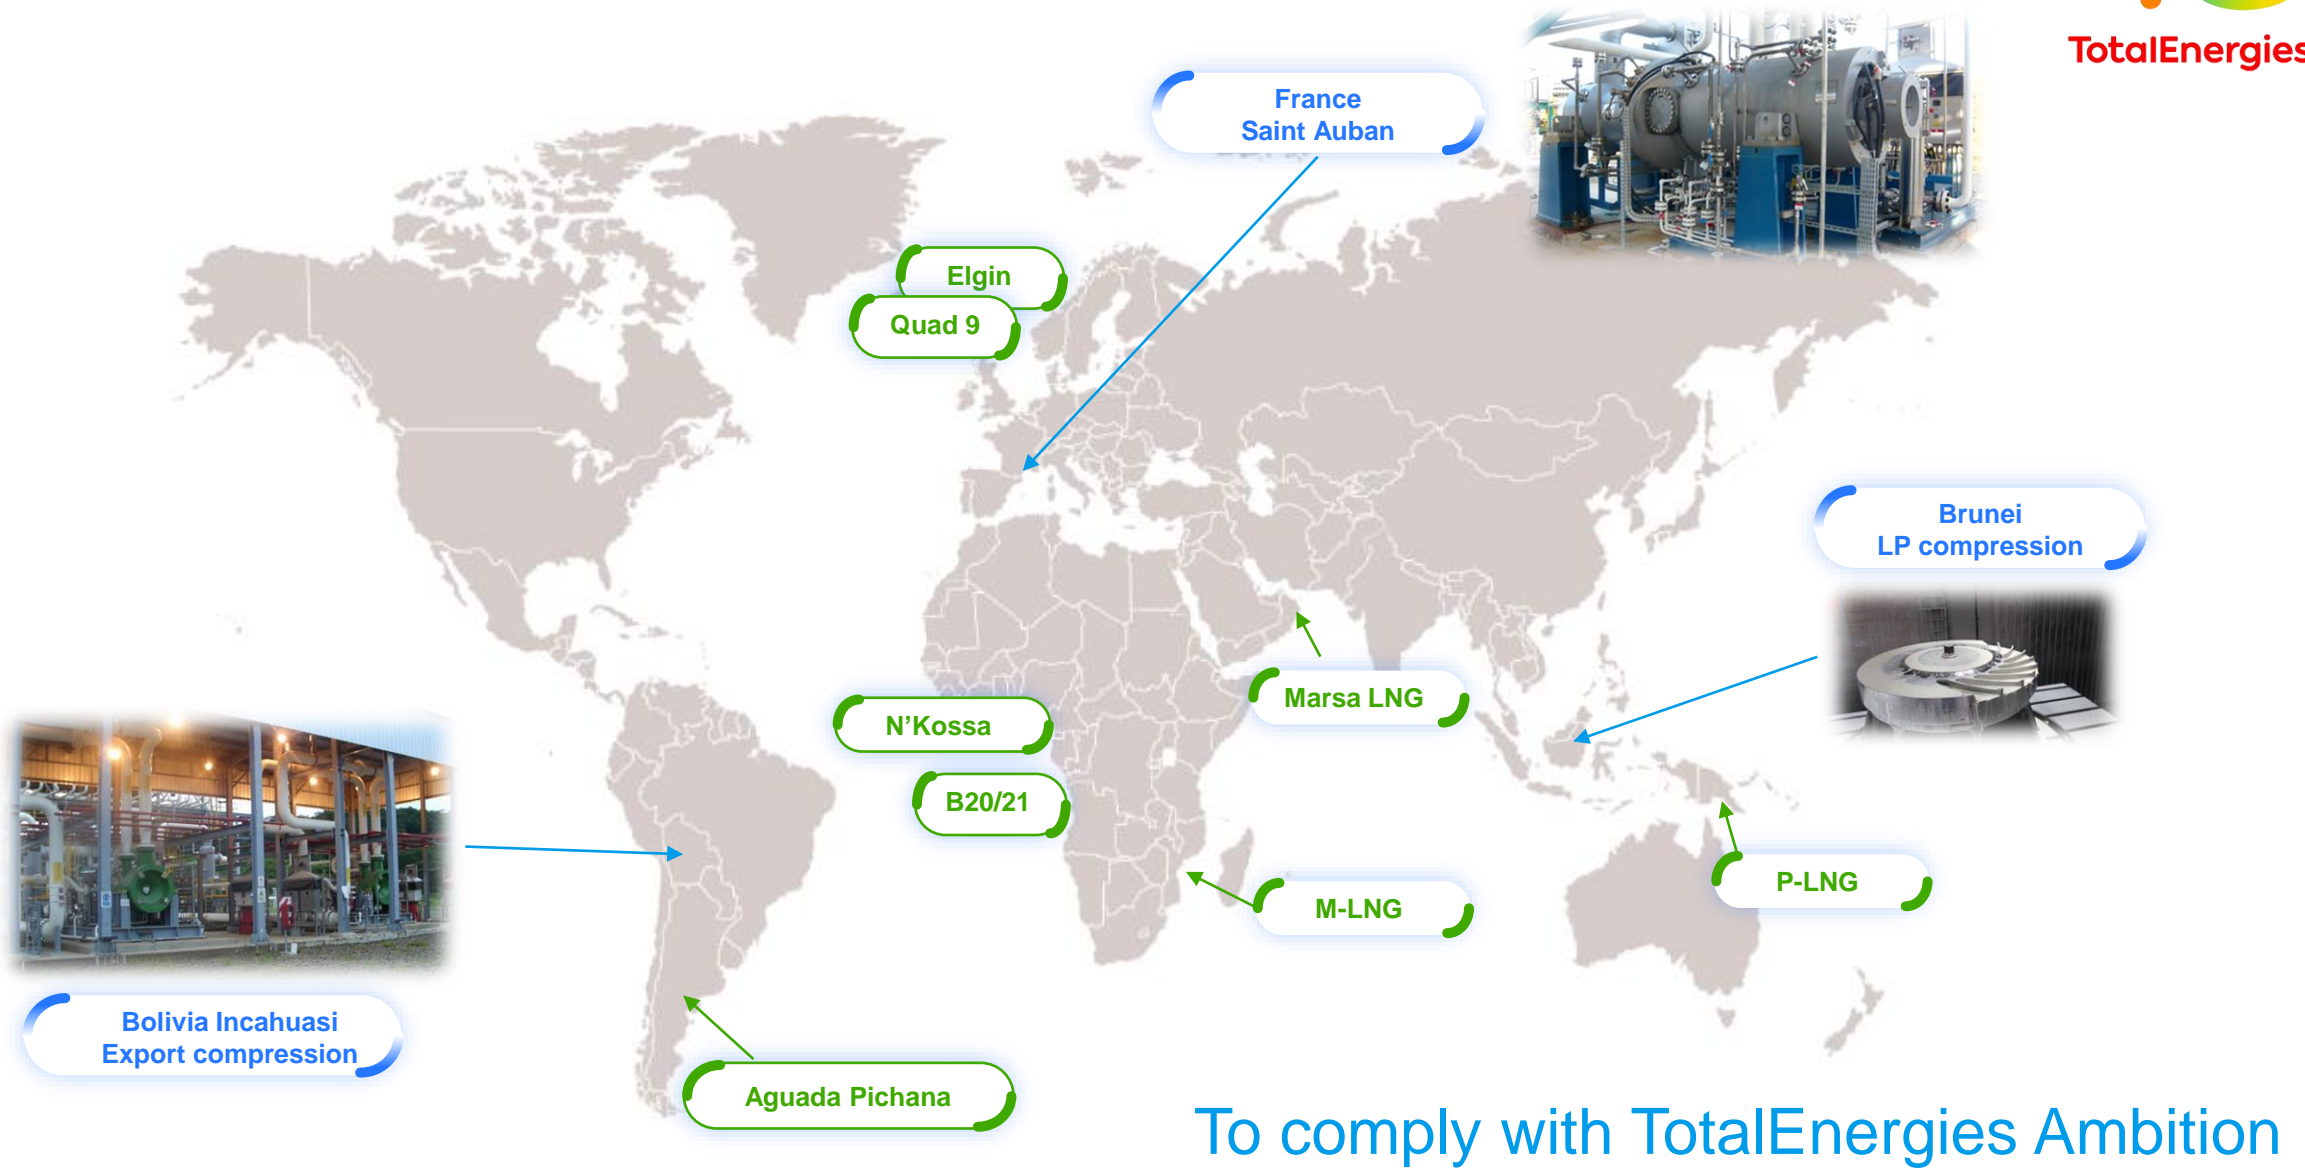 TotalEnergies
France
Saint Auban
Elgin
Quad 9
Brunei
LP compression
Marsa LNG
N’Kossa
B20/21
P-LNG
M-LNG
Bolivia Incahuasi
Export compression
Aguada Pichana
To comply with TotalEnergies Ambition